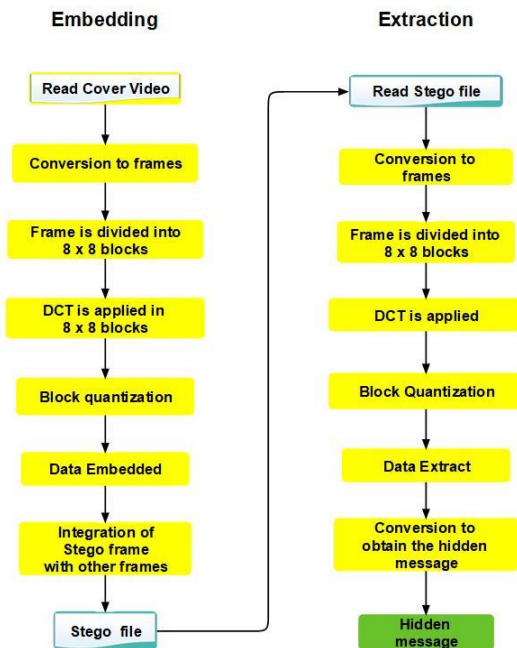 Embedding
Read Cover Video
Conversion to frames
Frame is divided into
8 x 8 blocks
DCT is applied in
8 x 8 blocks
Block quantization
Data Embedded
Integration of
Stego frame
with other frames
Stego file
Extraction
Read Stego file
Conversion to
frames
Frame is divided into
8 x 8 blocks
DCT is applied
Block Quantization
Data Extract
Conversion to
obtain the hidden
message
Hidden
message